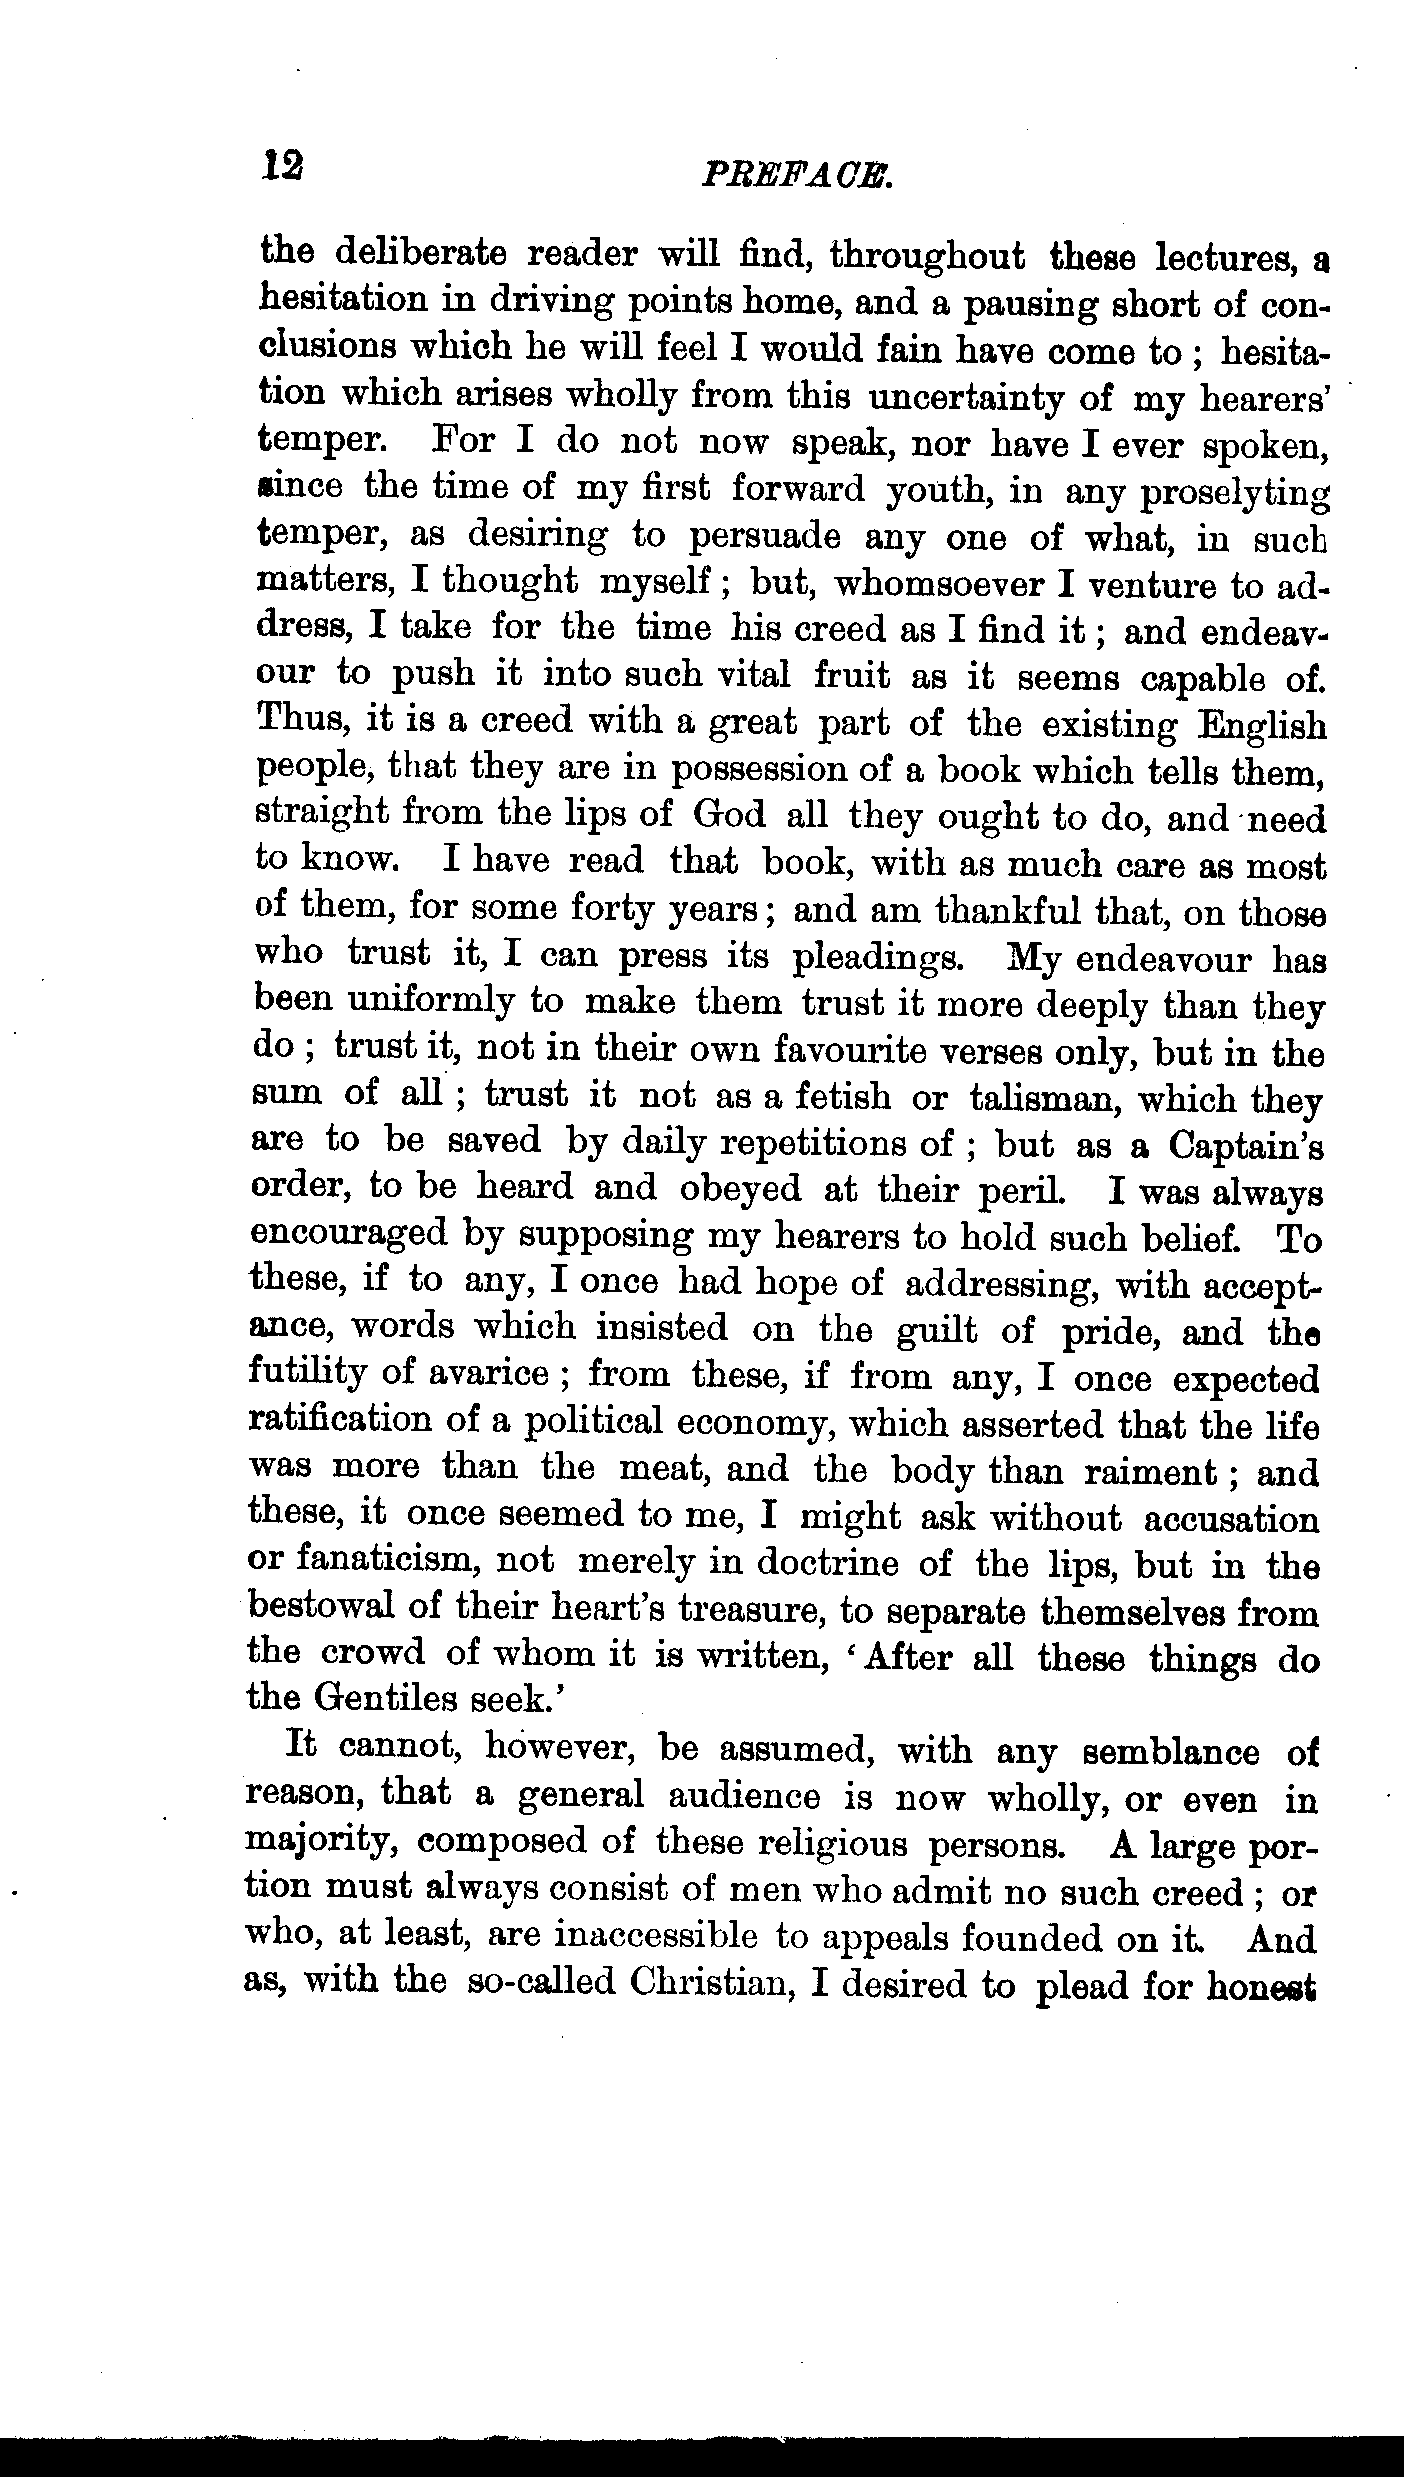 12
PREFACE.
the deliberate reader will find, throughout these lectures, a
hesitation in driving points home, and a pausing short of con-
clusions which he will feel I would fain have come to ; hesita-
tion which arises wholly from this uncertainty of my hearers'
temper. For I do not now speak, nor have I ever spoken,
since the time of my first forward youth, in any proselyting
temper, as desiring to persuade any one of what, in such
matters, I thought myself ; but, whomsoever I venture to ad-
dress, I take for the time his creed as I find it ; and endeav-
our to push it into such vital fruit as it seems capable of.
Thus, it is a creed with a great part of the existing English
people, that they are in possession of a book which tells them,
straight from the lips of God all they ought to do, and need
to know. I have read that book, with as much care as most
of them, for some forty years ; and am thankful that, on those
who trust it, I can press its pleadings. My endeavour has
been uniformly to make them trust it more deeply than they
do ; trust it, not in their own favourite verses only, but in the
sum of all ; trust it not as a fetish or talisman, which they
are to be saved by daily repetitions of ; but as a Captain's
order, to be heard and obeyed at their peril. I was always
encouraged by supposing my hearers to hold such belief. To
these, if to any, I once had hope of addressing, with accept-
ance, words which insisted on the guilt of pride, and the
futility of avarice ; from these, if from any, I once expected
ratification of a political economy, which asserted that the life
was more than the meat, and the body than raiment ; and
these, it once seemed to me, I might ask without accusation
or fanaticism, not merely in doctrine of the lips, but in the
bestowal of their heart's treasure, to separate themselves from
the crowd of whom it is written, 'After all these things do
the Gentiles seek.'
It cannot, however, be assumed, with any semblance of
reason, that a general audience is now wholly, or even in
majority, composed of these religious persons. A large por-
tion must always consist of men who admit no such creed ; or
who, at least, are inaccessible to appeals founded on it. And
as, with the so-called Christian, I desired to plead for honest